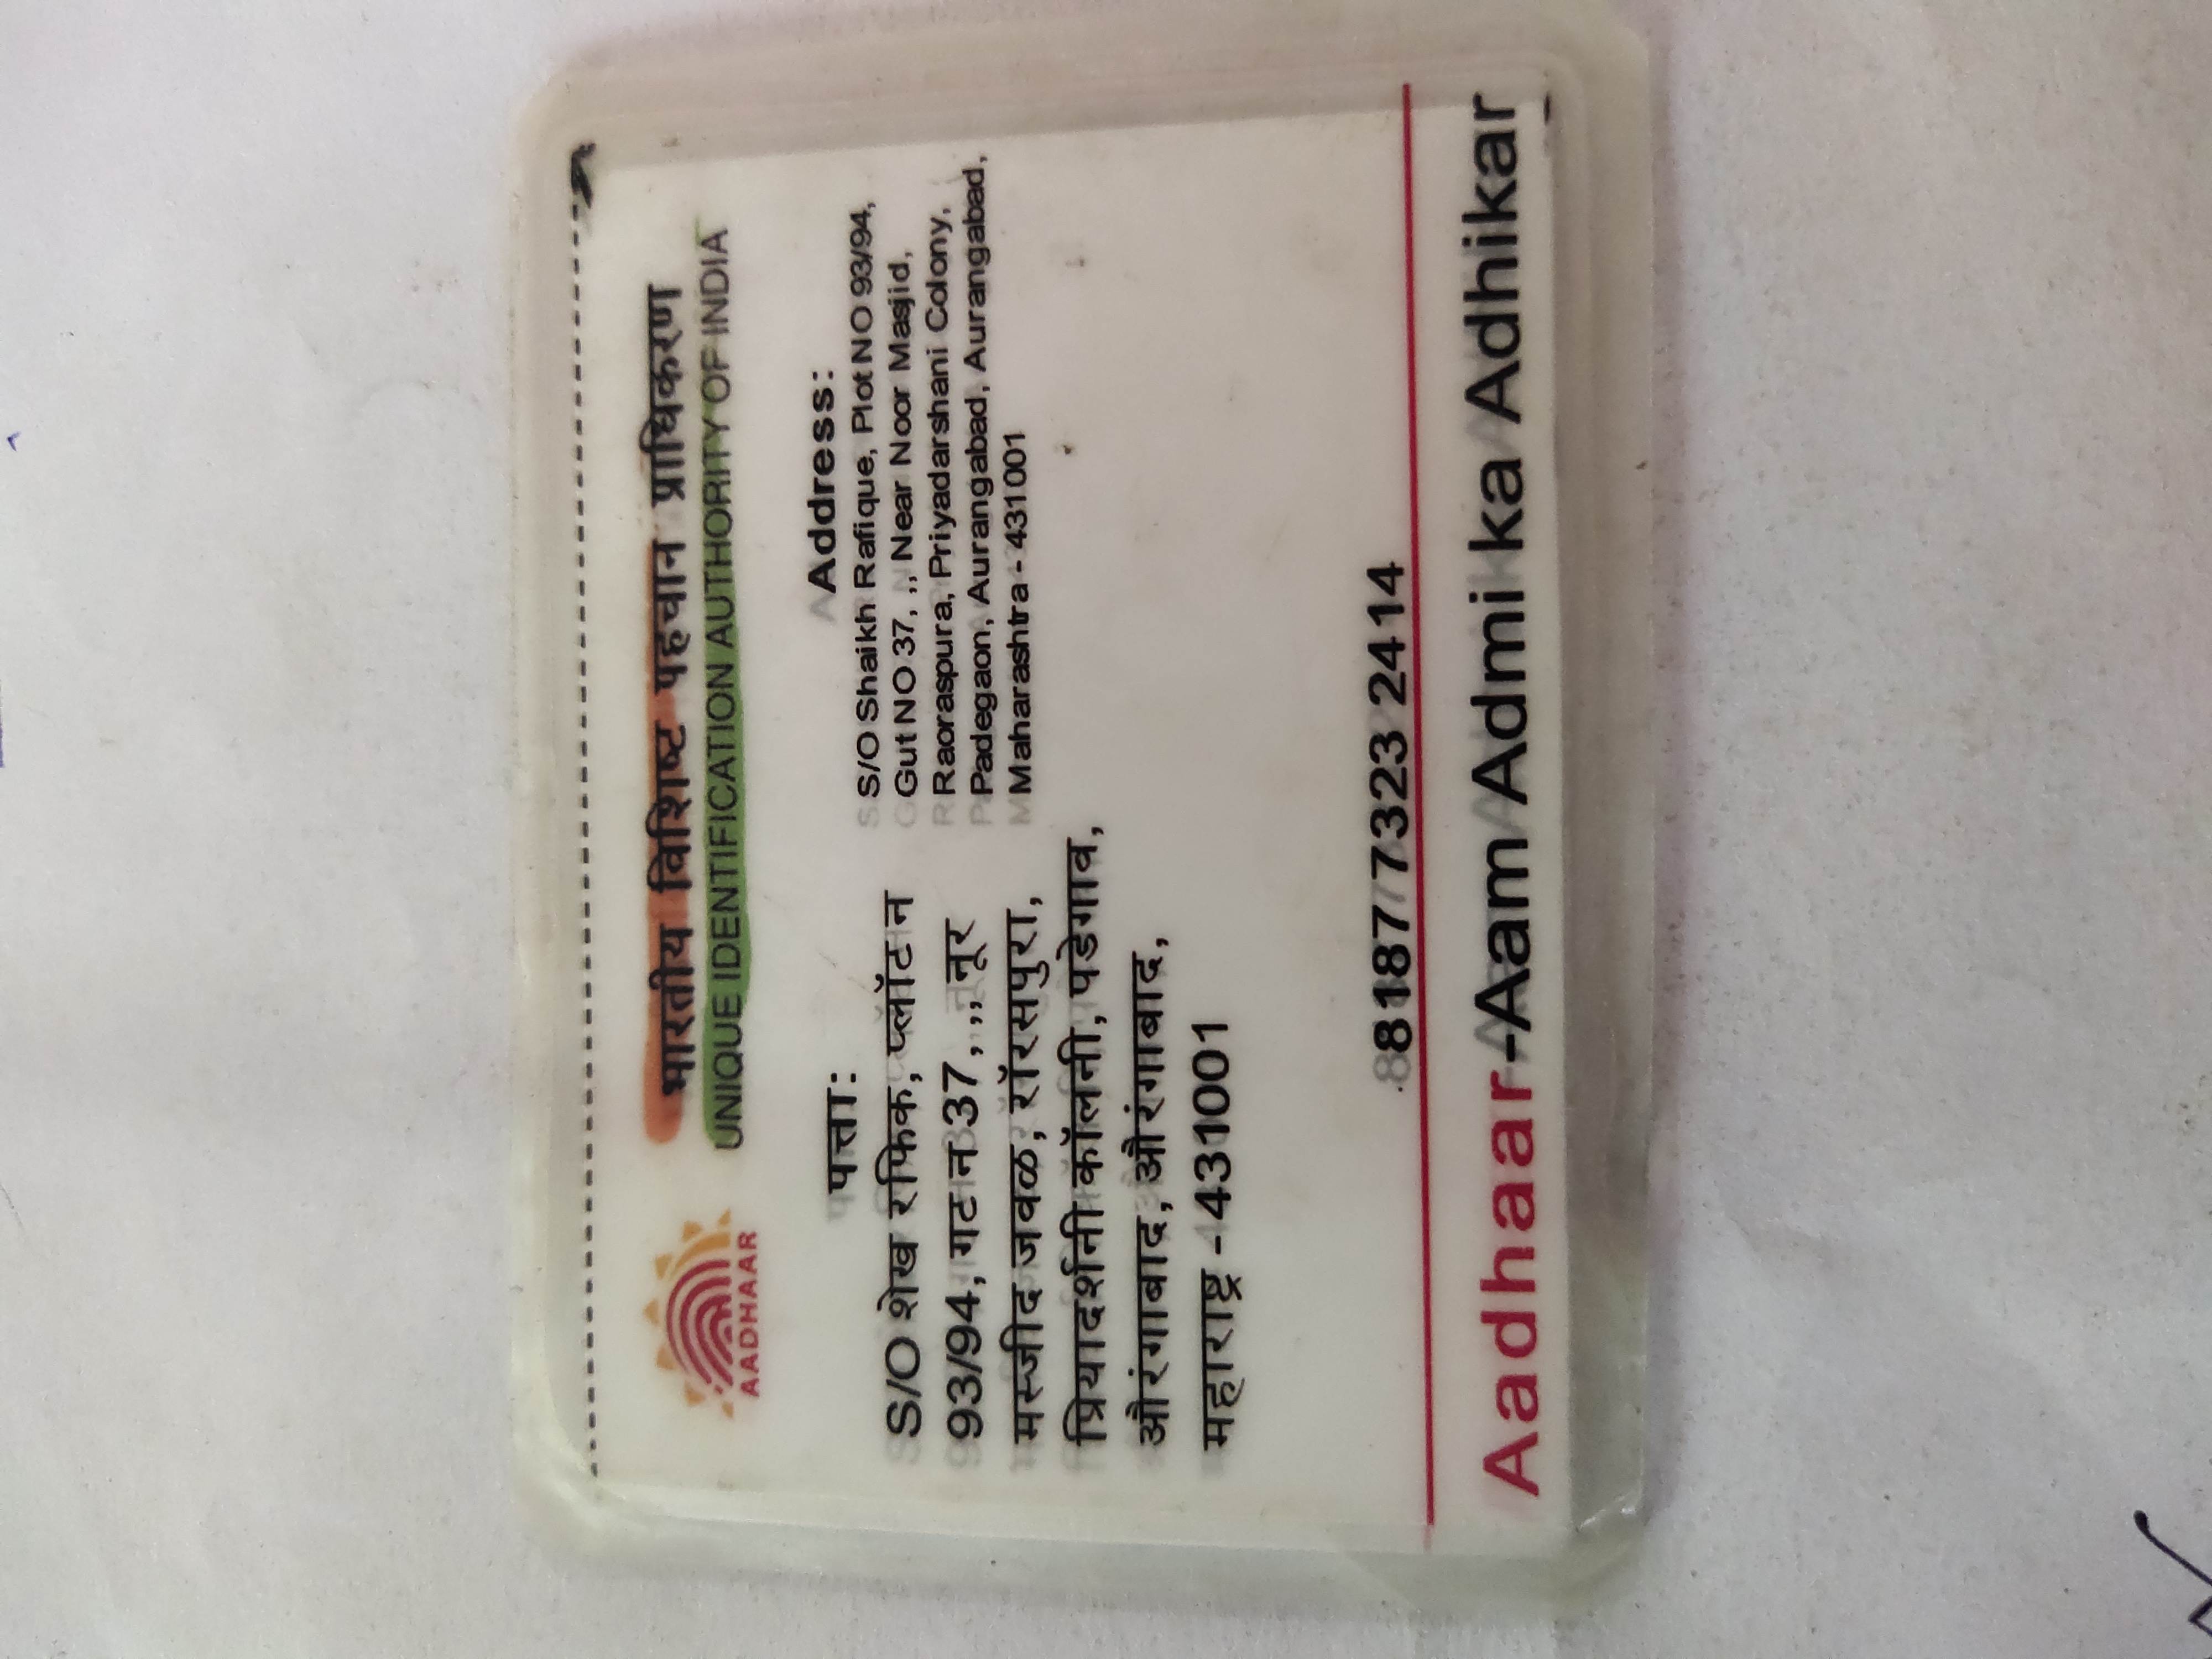 भारतीय विशिष्ट पहचान प्राधिकरण
UNIQUE IDENTIFICATION AUTHORITY OF INDIA
AADHAAR
पत्ता:
S/O शेख रफिक, प्लॉट न
93/94, गट न 37, ,, नूर
मस्जीद जवळ, रॉरसपुरा,
प्रियादर्शनी कॉलनी, पडेगाव,
औरंगाबाद, औरंगाबाद,
महाराष्ट्र - 431001
Address:
S/O Shaikh Rafique, Plot NO 93/94,
Gut NO 37, ,, Near Noor Masjid,
Raoraspura, Priyadarshani Colony,
Padegaon, Aurangabad, Aurangabad,
Maharashtra - 431001
8187 7323 2414
Aadhaar-Aam Admi ka Adhikar